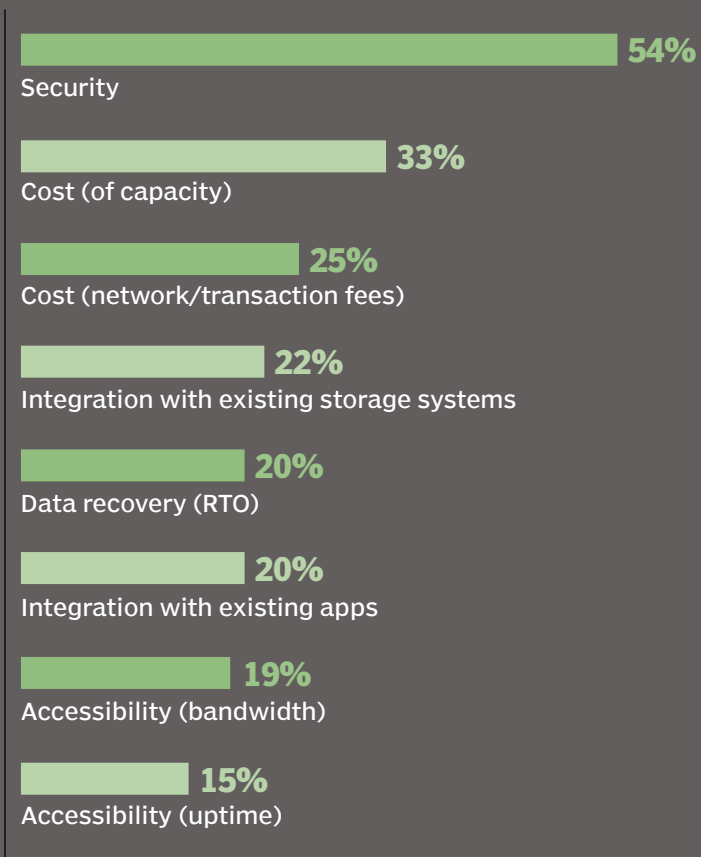 54%
Security
33%
Cost (of capacity)
25%
Cost (network/transaction fees)
22%
Integration with existing storage systems
20%
Data recovery (RTO)
20%
Integration with existing apps
19%
Accessibility (bandwidth)
15%
Accessibility (uptime)